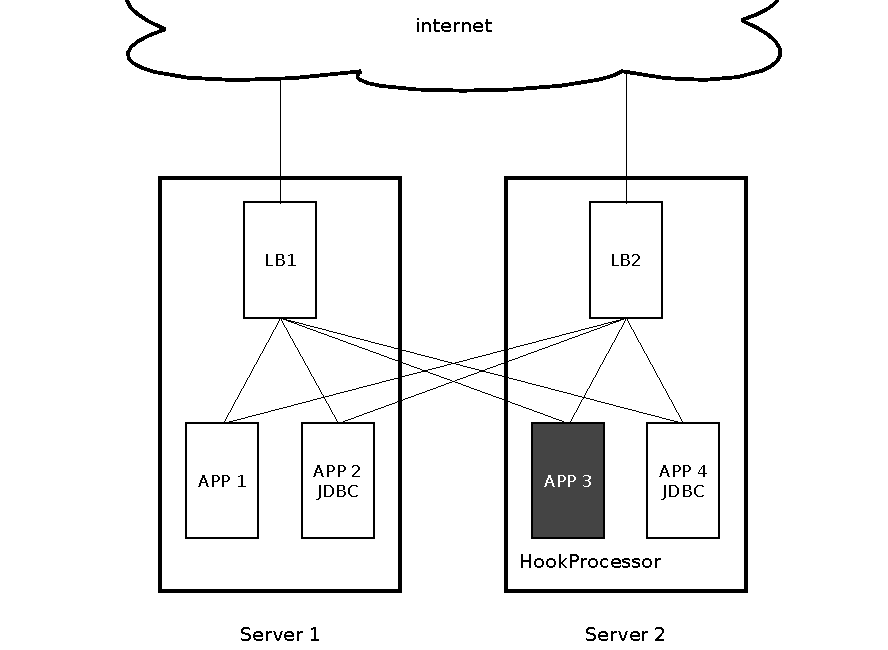 internet
LB1
LB2
APP 1
APP 2
JDBC
APP 3
APP 4
JDBC
HookProcessor
Server 1
Server 2